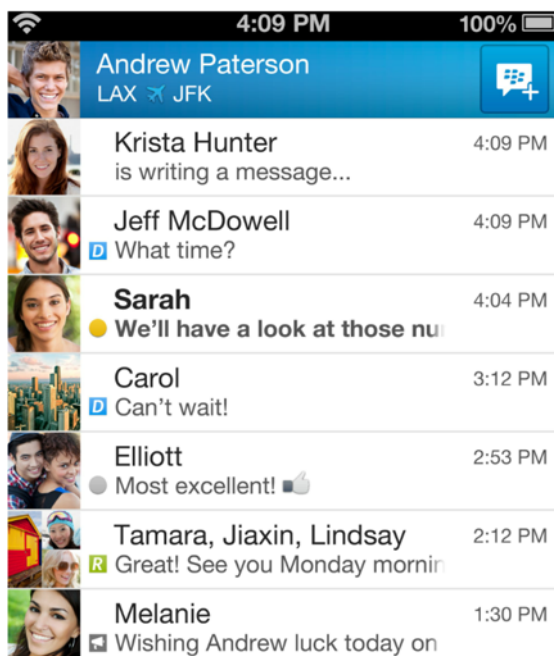 4:09 PM 100%
Andrew Paterson
LAX JFK
Krista Hunter 4:09 PM
is writing a message...
Jeff McDowell 4:09 PM
D What time?
Sarah 4:04 PM
We'll have a look at those
Carol 3:12 PM
D Can't wait!
Elliott 2:53 PM
Most excellent!
Tamara, Jiaxin, Lindsay 2:12 PM
R Great! See you Monday mornin
Melanie 1:30 PM
Wishing Andrew luck today on